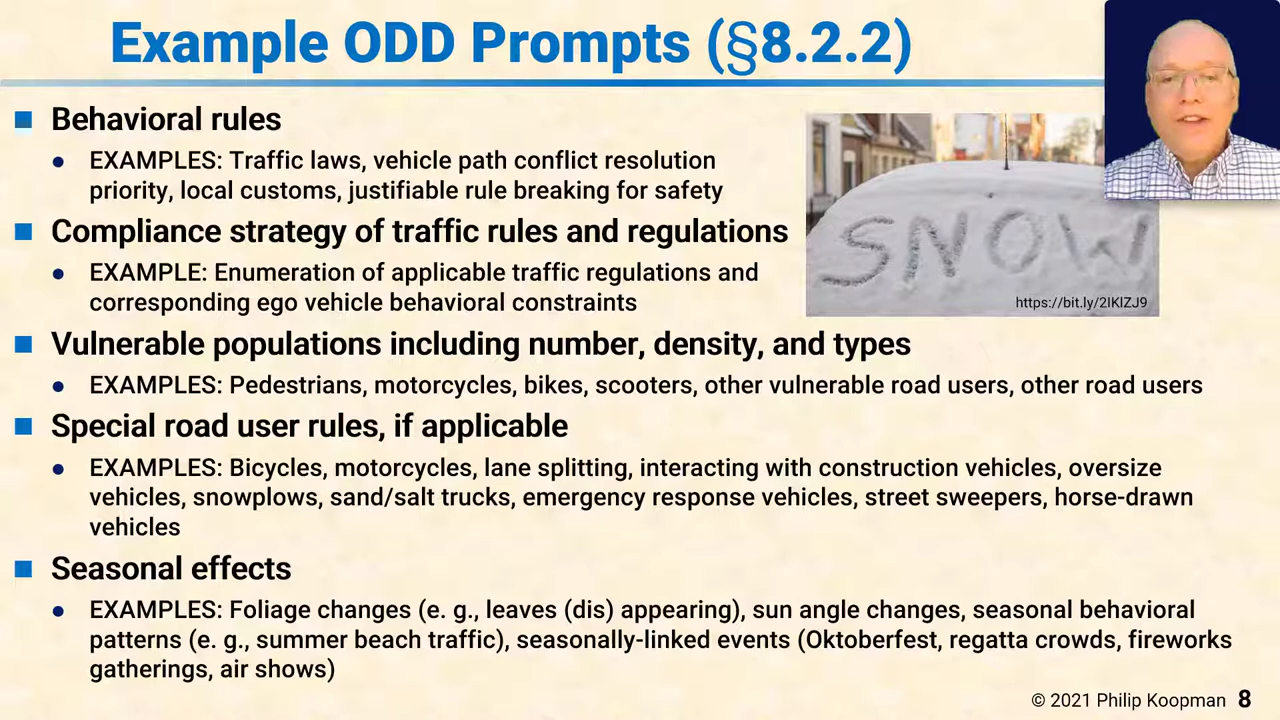 Example ODD Prompts (§8.2.2)
Behavioral rules
EXAMPLES: Traffic laws, vehicle path conflict resolution
priority, local customs, justifiable rule breaking for safety
Compliance strategy of traffic rules and regulations
EXAMPLE: Enumeration of applicable traffic regulations and
corresponding ego vehicle behavioral constraints
SNOW
https://bit.ly/2IKIZJ9
Vulnerable populations including number, density, and types
EXAMPLES: Pedestrians, motorcycles, bikes, scooters, other vulnerable road users, other road users
Special road user rules, if applicable
EXAMPLES: Bicycles, motorcycles, lane splitting, interacting with construction vehicles, oversize
vehicles, snowplows, sand/salt trucks, emergency response vehicles, street sweepers, horse-drawn
vehicles
Seasonal effects
EXAMPLES: Foliage changes (e. g., leaves (dis) appearing), sun angle changes, seasonal behavioral
patterns (e. g., summer beach traffic), seasonally-linked events (Oktoberfest, regatta crowds, fireworks
gatherings, air shows)
© 2021 Philip Koopman 8